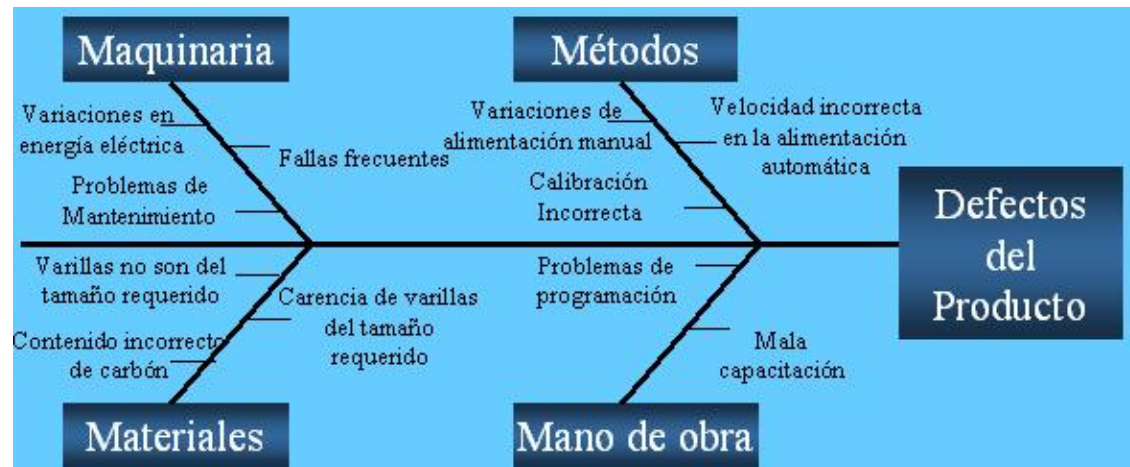 Maquinaria
Métodos
Variaciones en
energía eléctrica
Fallas frecuentes
Problemas de
Mantenimiento
Variaciones de
alimentación manual
Velocidad incorrecta
en la alimentación
automática
Calibración
Incorrecta
Defectos
del
Producto
Varillas no son del
tamaño requerido
Carencia de varillas
del tamaño
requerido
Contenido incorrecto
de carbón
Problemas de
programación
Mala
capacitación
Materiales
Mano de obra